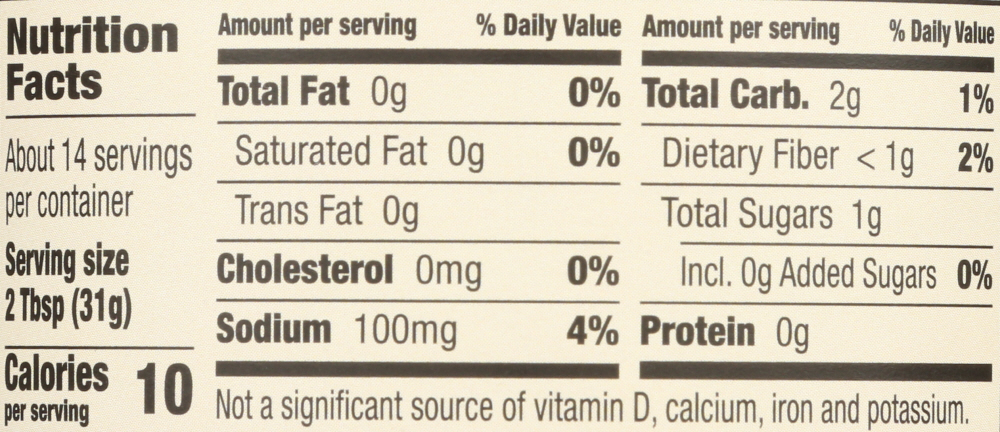 Nutrition
Facts
About 14 servings
per container
Serving size
2 Tbsp (31g)
Calories 10
per serving
Amount per serving % Daily Value
Total Fat 0g 0%
Saturated Fat 0g 0%
Trans Fat 0g
Cholesterol 0mg 0%
Sodium 100mg 4%
Amount per serving % Daily Value
Total Carb. 2g 1%
Dietary Fiber < 1g 2%
Total Sugars 1g
Incl. 0g Added Sugars 0%
Protein 0g
Not a significant source of vitamin D, calcium, iron and potassium.